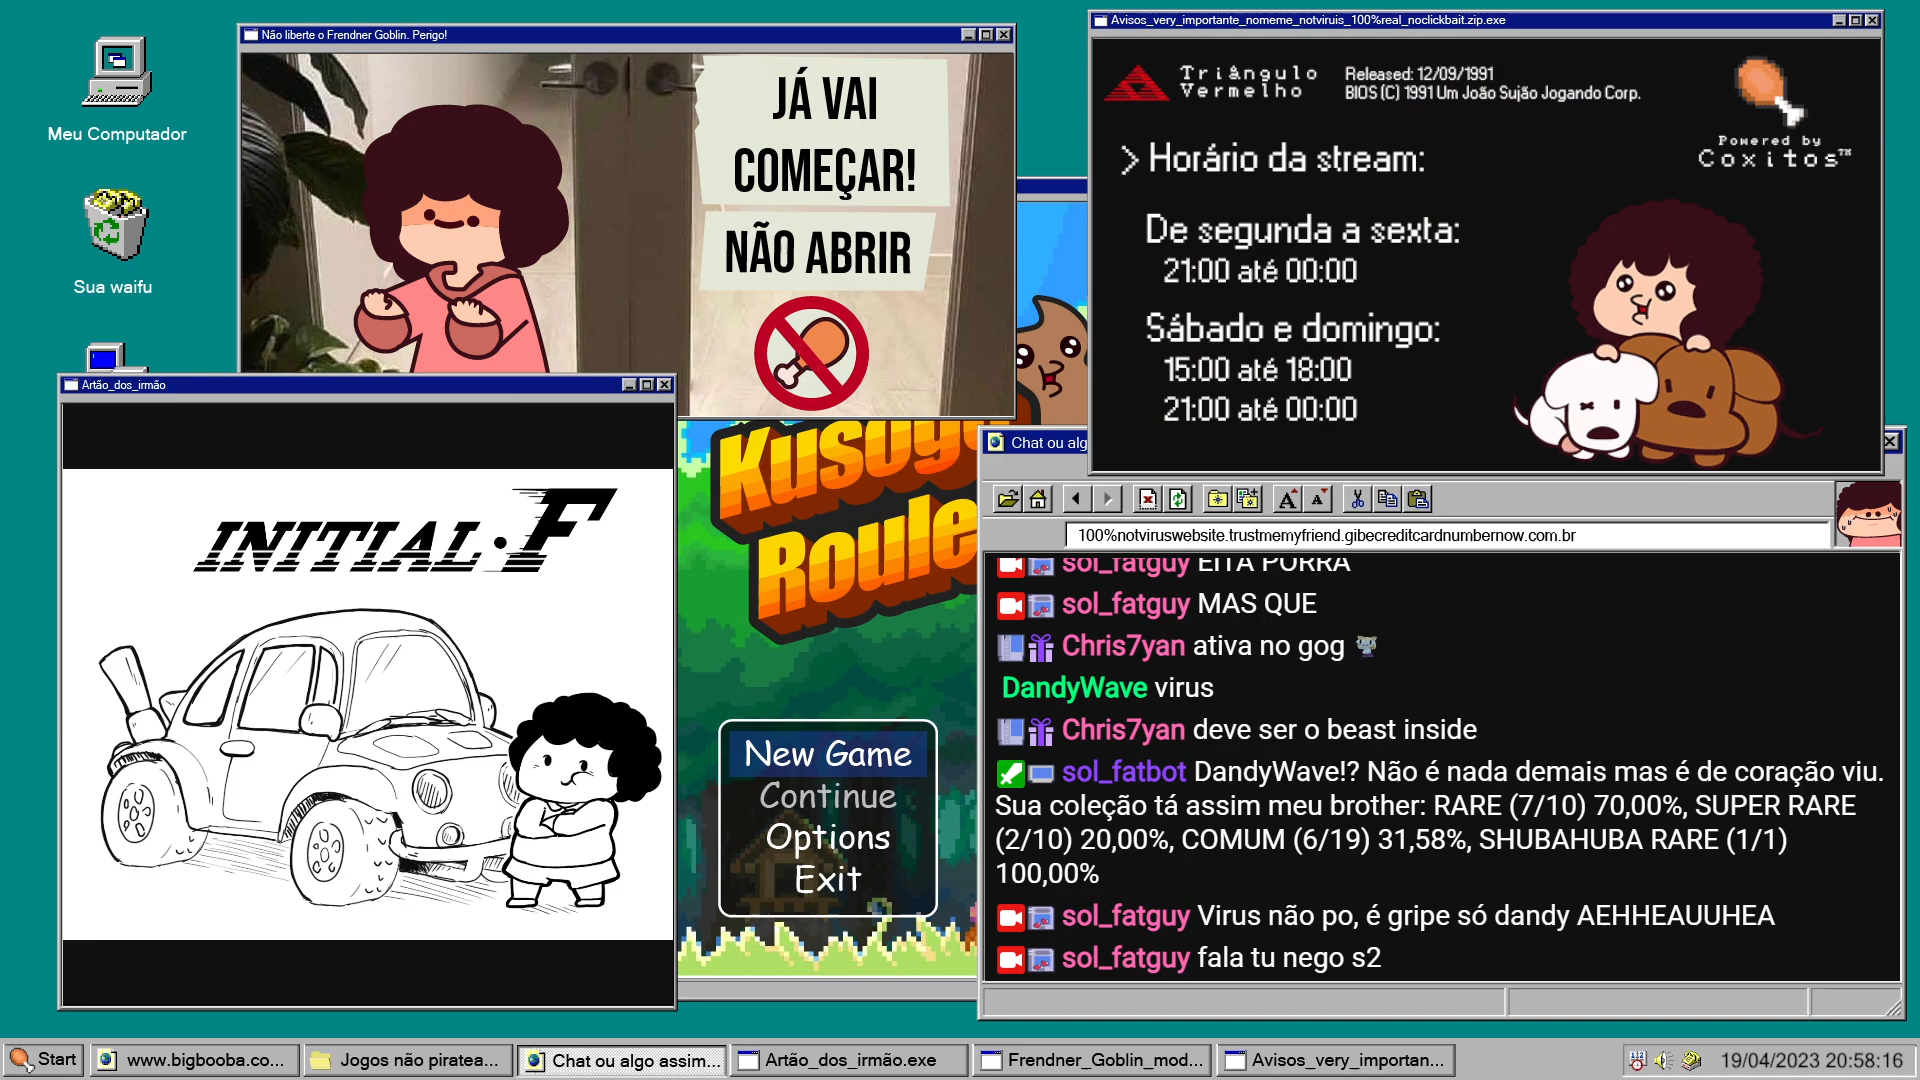 Meu Computador
Sua waifu
Não liberte o Frendner Goblin. Perigo!
JÁ VAI
COMEÇAR!
NÃO ABRIR
Avisos_very_importante_nomeme_notviruis_100%real_noclickbait.zip.exe
Triângulo
Vermelho
Released: 12/09/1991
BIOS (C) 1991 Um João Sujão Jogando Corp.
Powered by
Coxitos™
> Horário da stream:
De segunda a sexta:
21:00 até 00:00
Sábado e domingo:
15:00 até 18:00
21:00 até 00:00
Artão_dos_irmão
INITIAL·F
Roule
New Game
Continue
Options
Exit
Chat ou algo
100%notviruswebsite.trustmemyfriend.gibecreditcardnumbernow.com.br
sol_fatguy EITA PORRA
sol_fatguy MAS QUE
Chris7yan ativa no gog
DandyWave virus
Chris7yan deve ser o beast inside
sol_fatbot DandyWave!? Não é nada demais mas é de coração viu.
Sua coleção tá assim meu brother: RARE (7/10) 70,00%, SUPER RARE
(2/10) 20,00%, COMUM (6/19) 31,58%, SHUBAHUBA RARE (1/1)
100,00%
sol_fatguy Virus não po, é gripe só dandy AEHHEAUUHEA
sol_fatguy fala tu nego s2
Start
www.bigbooba.co...
Jogos não piratea...
Chat ou algo assim...
Artão_dos_irmão.exe
Frendner_Goblin_mod...
Avisos_very_importan...
19/04/2023 20:58:16